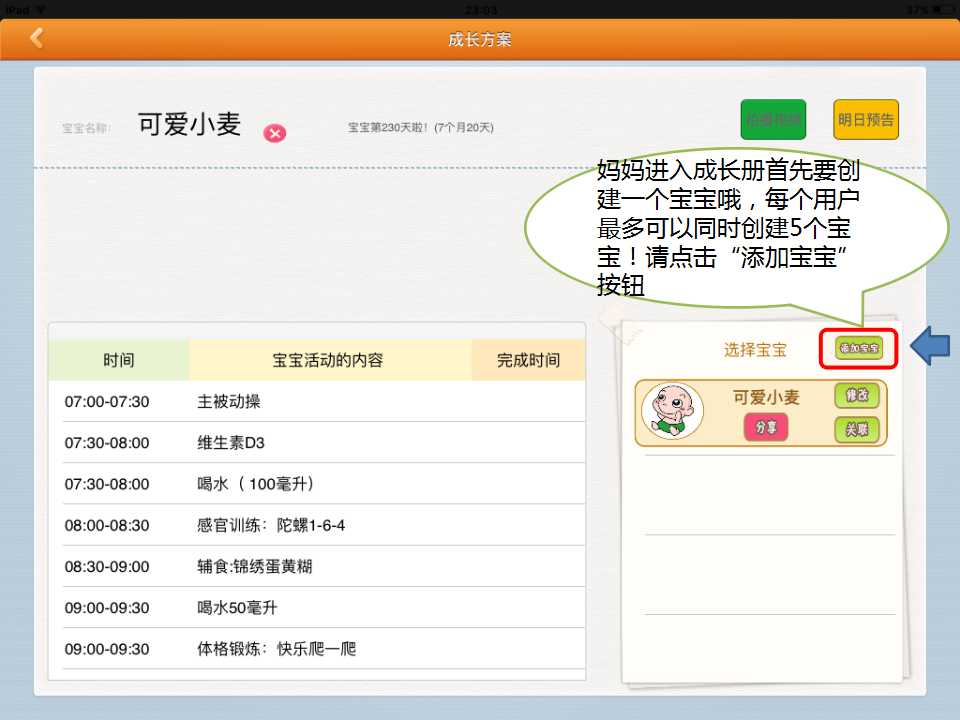 iPad
23:03
37%
成长方案
宝宝名称:
可爱小麦
宝宝第230天啦！(7个月20天)
明日预告
妈妈进入成长册首先要创
建一个宝宝哦，每个用户
最多可以同时创建5个宝
宝！请点击“添加宝宝”
按钮
时间 宝宝活动的内容 完成时间
07:00-07:30 主被动操
07:30-08:00 维生素D3
07:30-08:00 喝水（100毫升）
08:00-08:30 感官训练：陀螺1-6-4
08:30-09:00 辅食:锦绣蛋黄糊
09:00-09:30 喝水50毫升
09:00-09:30 体格锻炼：快乐爬一爬
选择宝宝
添加宝宝
可爱小麦
修改
分享
关联